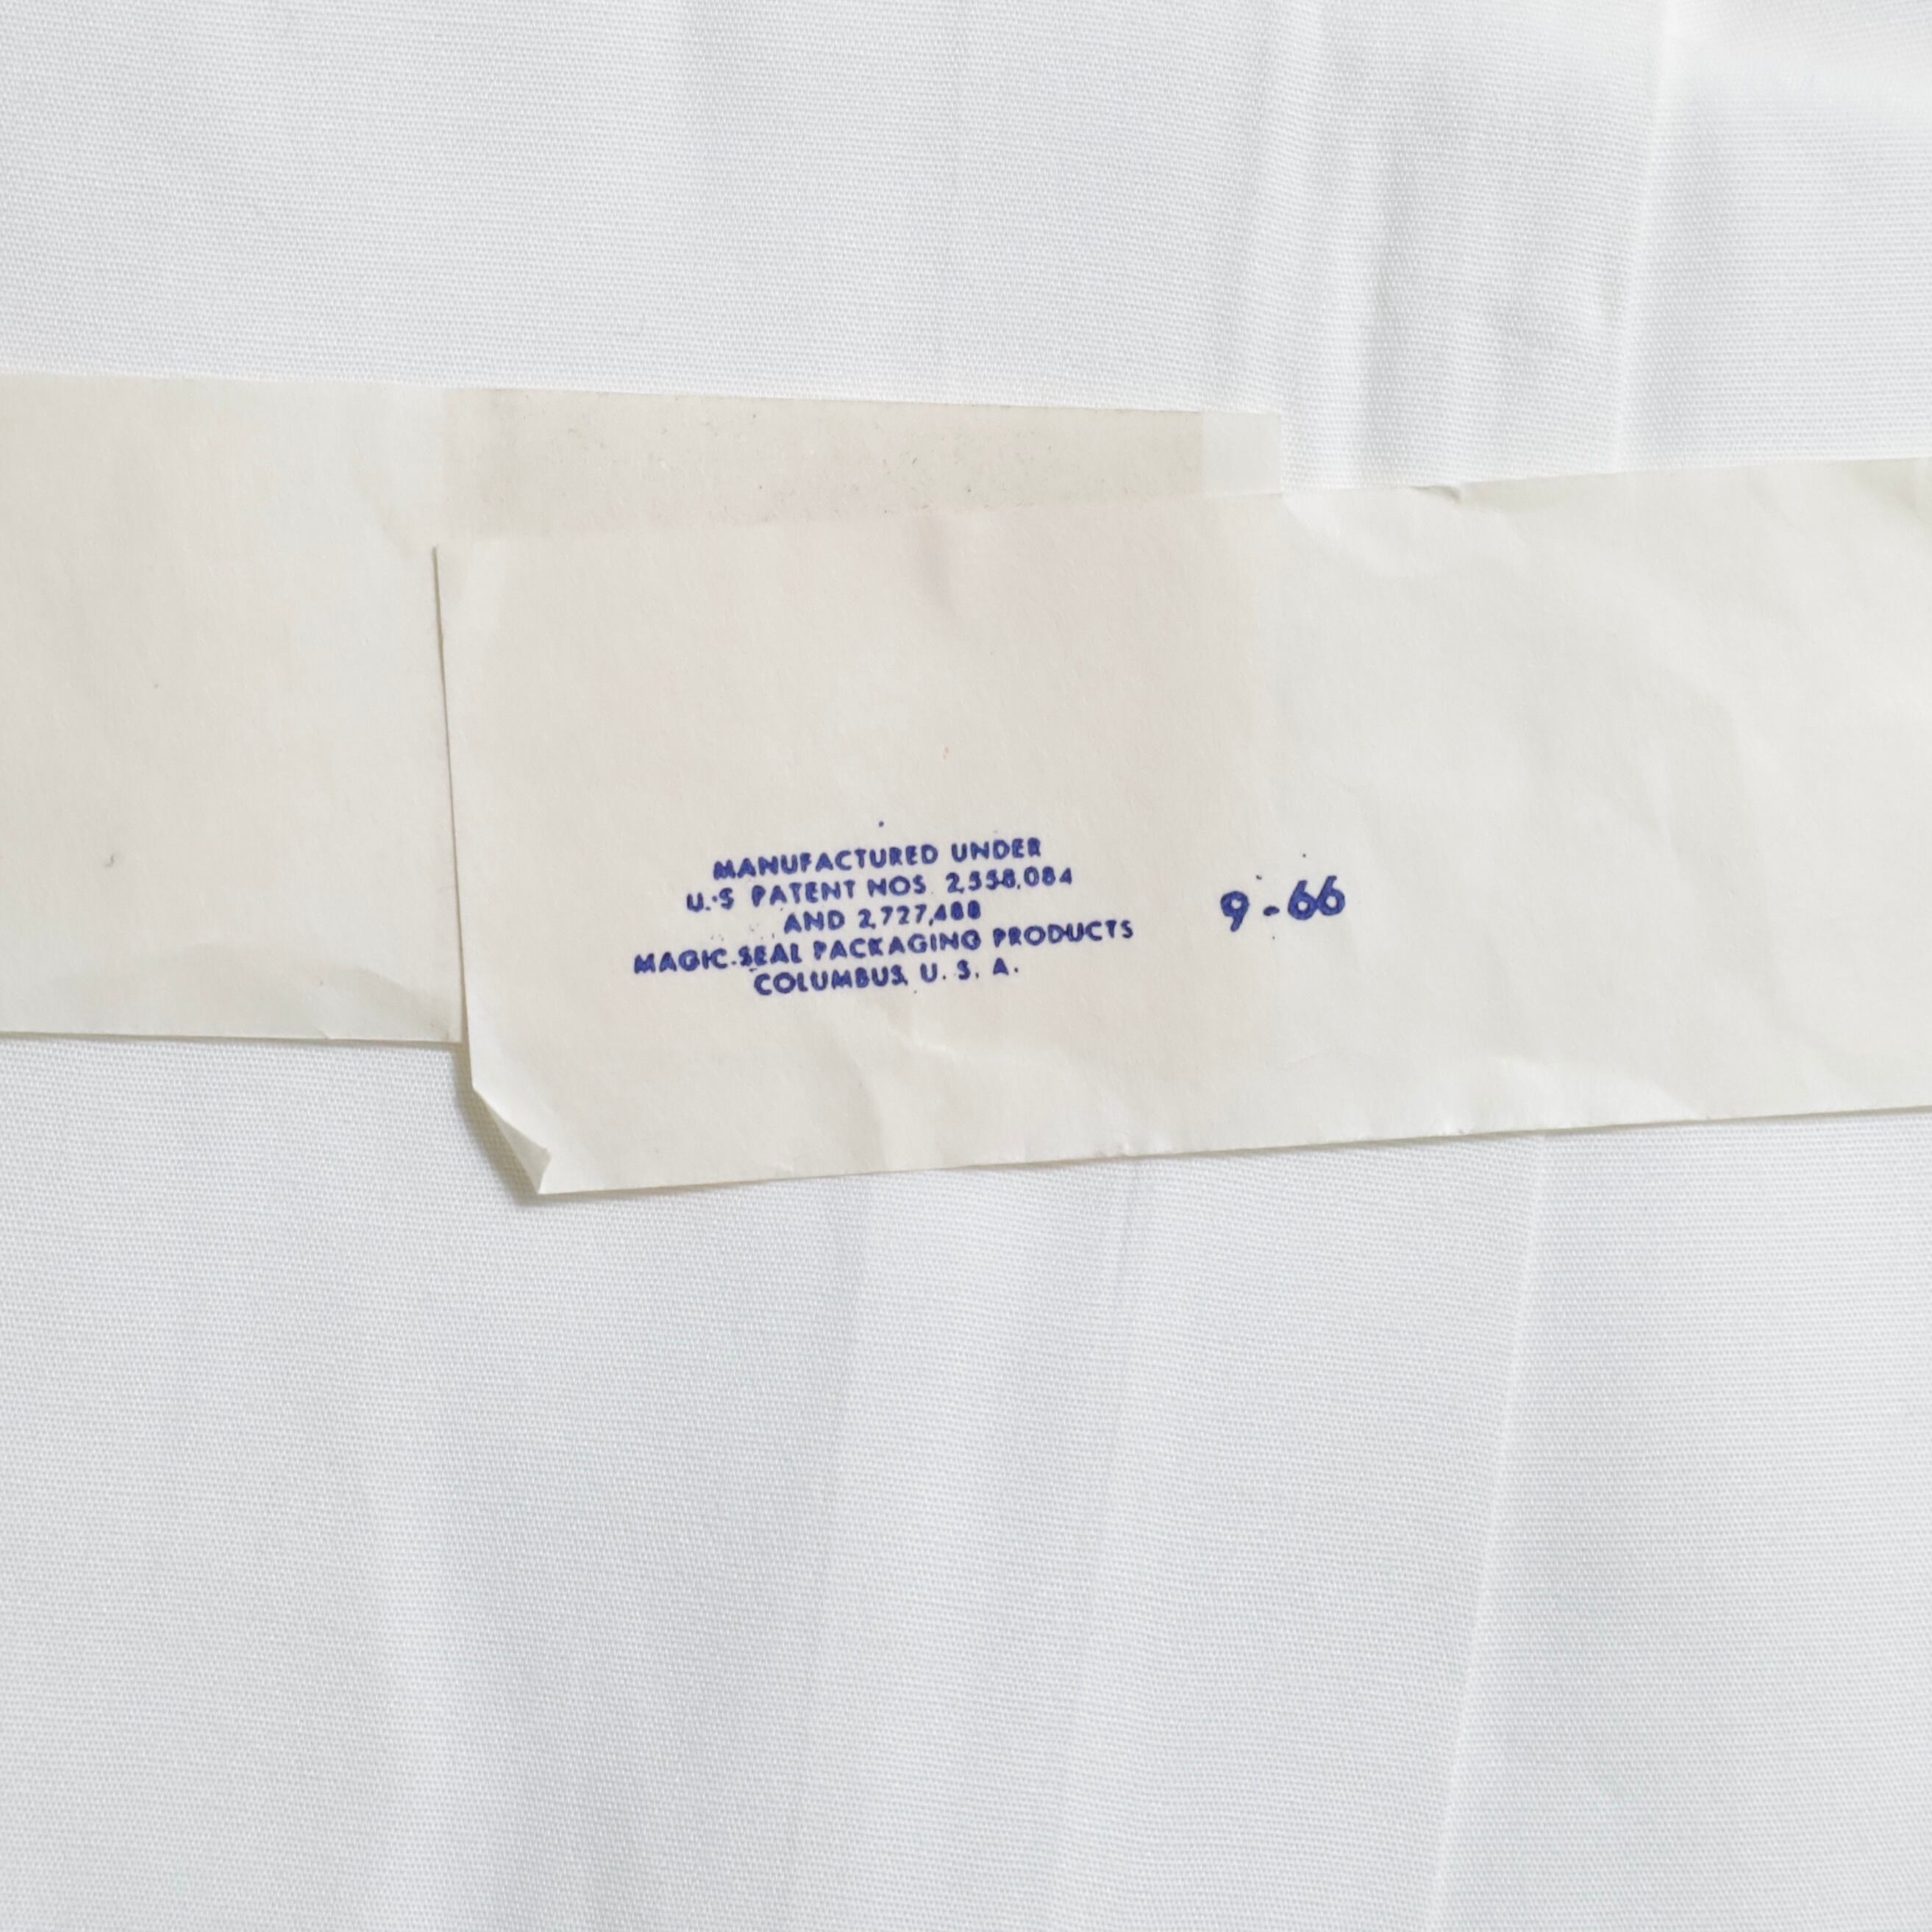 MANUFACTURED UNDER
U.S PATENT NOS. 2,558,084
AND 2,727,488
MAGIC-SEAL PACKAGING PRODUCTS
COLUMBUS, U. S. A.
9-66